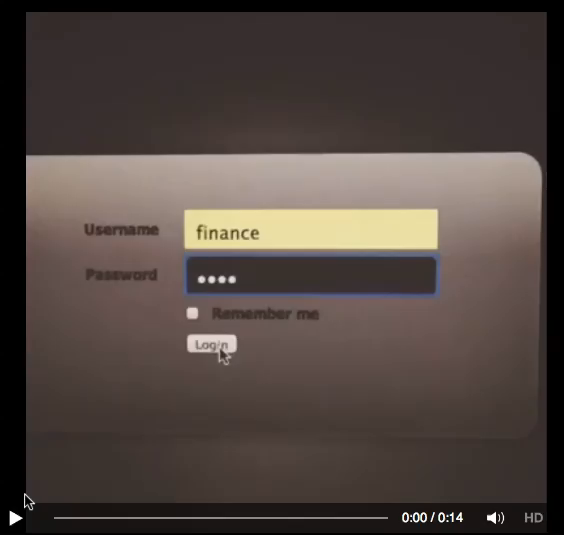 Username
finance
Password
••••
Remember me
Login
0:00 / 0:14
HD